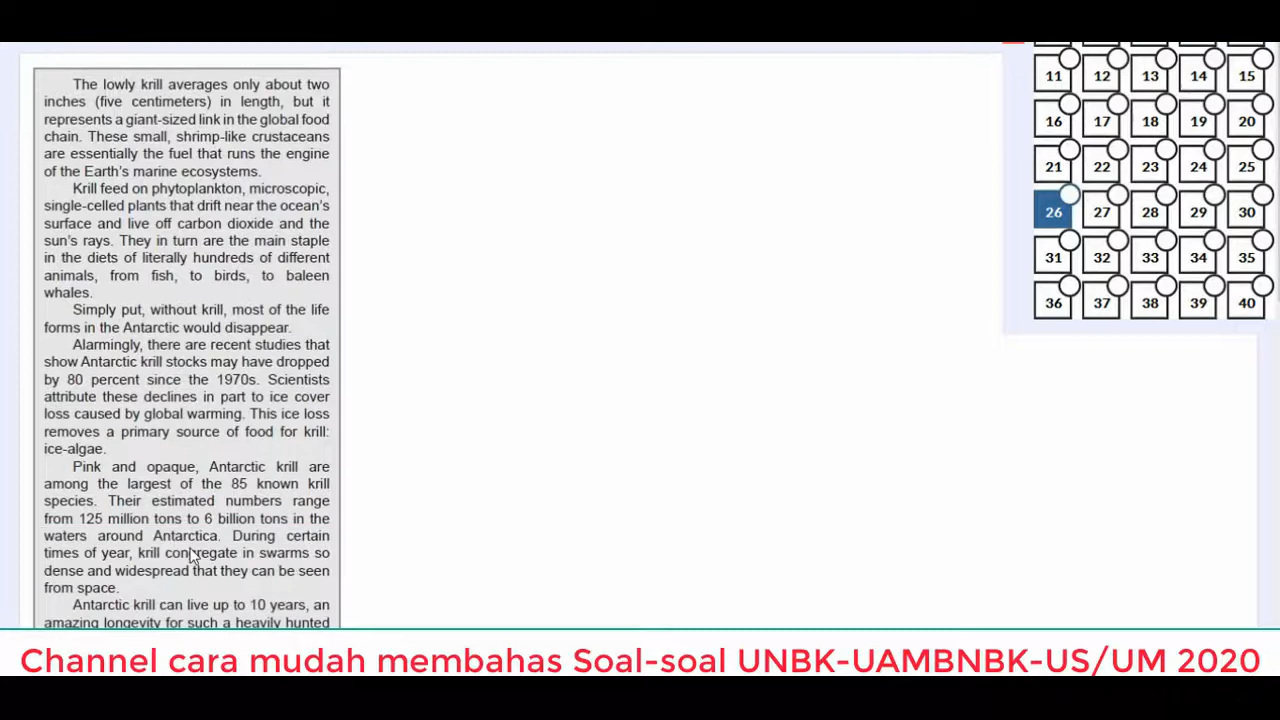 The lowly krill averages only about two
inches (five centimeters) in length, but it
represents a giant-sized link in the global food
chain. These small, shrimp-like crustaceans
are essentially the fuel that runs the engine
of the Earth's marine ecosystems.
Krill feed on phytoplankton, microscopic,
single-celled plants that drift near the ocean's
surface and live off carbon dioxide and the
sun's rays. They in turn are the main staple
in the diets of literally hundreds of different
animals, from fish, to birds, to baleen
whales.
Simply put, without krill, most of the life
forms in the Antarctic would disappear.
Alarmingly, there are recent studies that
show Antarctic krill stocks may have dropped
by 80 percent since the 1970s. Scientists
attribute these declines in part to ice cover
loss caused by global warming. This ice loss
removes a primary source of food for krill:
ice-algae.
Pink and opaque, Antarctic krill are
among the largest of the 85 known krill
species. Their estimated numbers range
from 125 million tons to 6 billion tons in the
waters around Antarctica. During certain
times of year, krill congregate in swarms so
dense and widespread that they can be seen
from space.
Antarctic krill can live up to 10 years, an
amazing longevity for such a heavily hunted
11 12 13 14 15
16 17 18 19 20
21 22 23 24 25
26 27 28 29 30
31 32 33 34 35
36 37 38 39 40
Channel cara mudah membahas Soal-soal UNBK-UAMBNBK-US/UM 2020